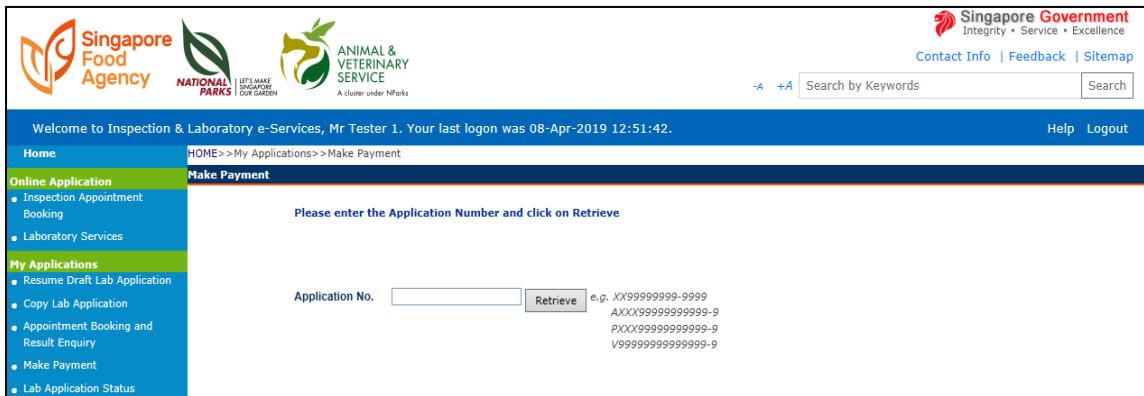 Singapore
Food
Agency
NATIONAL
PARKS
LET'S MAKE
SINGAPORE
OUR GARDEN
ANIMAL &
VETERINARY
SERVICE
A cluster under NParks
Singapore Government
Integrity • Service • Excellence
Contact Info | Feedback | Sitemap
-A +A Search by Keywords Search
Welcome to Inspection & Laboratory e-Services, Mr Tester 1. Your last logon was 08-Apr-2019 12:51:42. Help Logout
Home
Online Application
Inspection Appointment
Booking
Laboratory Services
My Applications
Resume Draft Lab Application
Copy Lab Application
Appointment Booking and
Result Enquiry
Make Payment
Lab Application Status
HOME>>My Applications>>Make Payment
Make Payment
Please enter the Application Number and click on Retrieve
Application No. Retrieve e.g. XX99999999-9999
AXXX99999999999-9
PXXX99999999999-9
V99999999999999-9